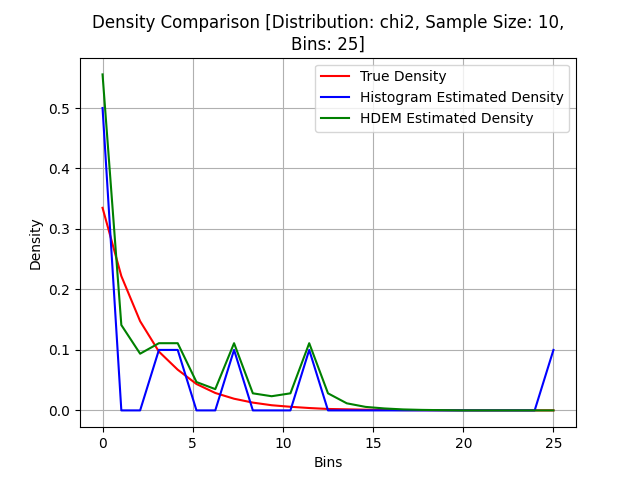 Density Comparison [Distribution: chi2, Sample Size: 10,
Bins: 25]
True Density
Histogram Estimated Density
HDEM Estimated Density
Density
0.5
0.4
0.3
0.2
0.1
0.0
0 5 10 15 20 25
Bins